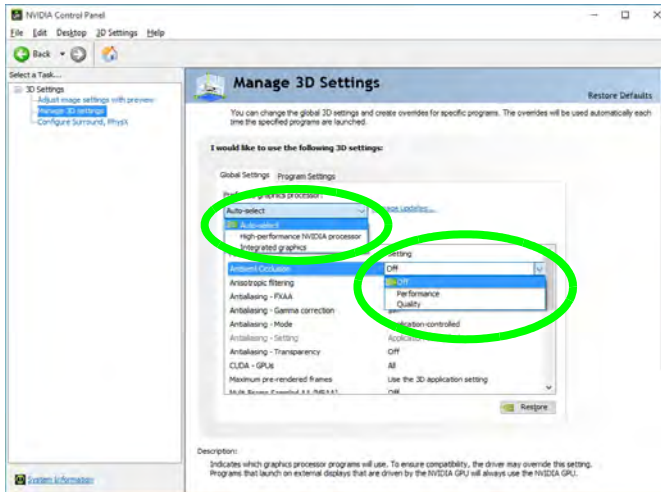 NVIDIA Control Panel
File Edit Desktop 3D Settings Help
Back
Select a Task...
3D Settings
Adjust image settings with preview
Manage 3D settings
Configure Surround, PhysX
System Information
Manage 3D Settings
Restore Defaults
You can change the global 3D settings and create overrides for specific programs. The overrides will be used automatically each
time the specified programs are launched.
I would like to use the following 3D settings:
Global Settings Program Settings
Preferred graphics processor:
Auto-select
Auto-select
High-performance NVIDIA processor
Integrated graphics
Setting
Ambient Occlusion Off
Off
Performance
Quality
Anisotropic filtering
Antialiasing - FXAA
Antialiasing - Gamma correction
Antialiasing - Mode Application-controlled
Antialiasing - Setting
Antialiasing - Transparency Off
CUDA - GPUs All
Maximum pre-rendered frames Use the 3D application setting
Restore
Description:
Indicates which graphics processor programs will use. To ensure compatibility, the driver may override this setting.
Programs that launch on external displays that are driven by the NVIDIA GPU will always use the NVIDIA GPU.